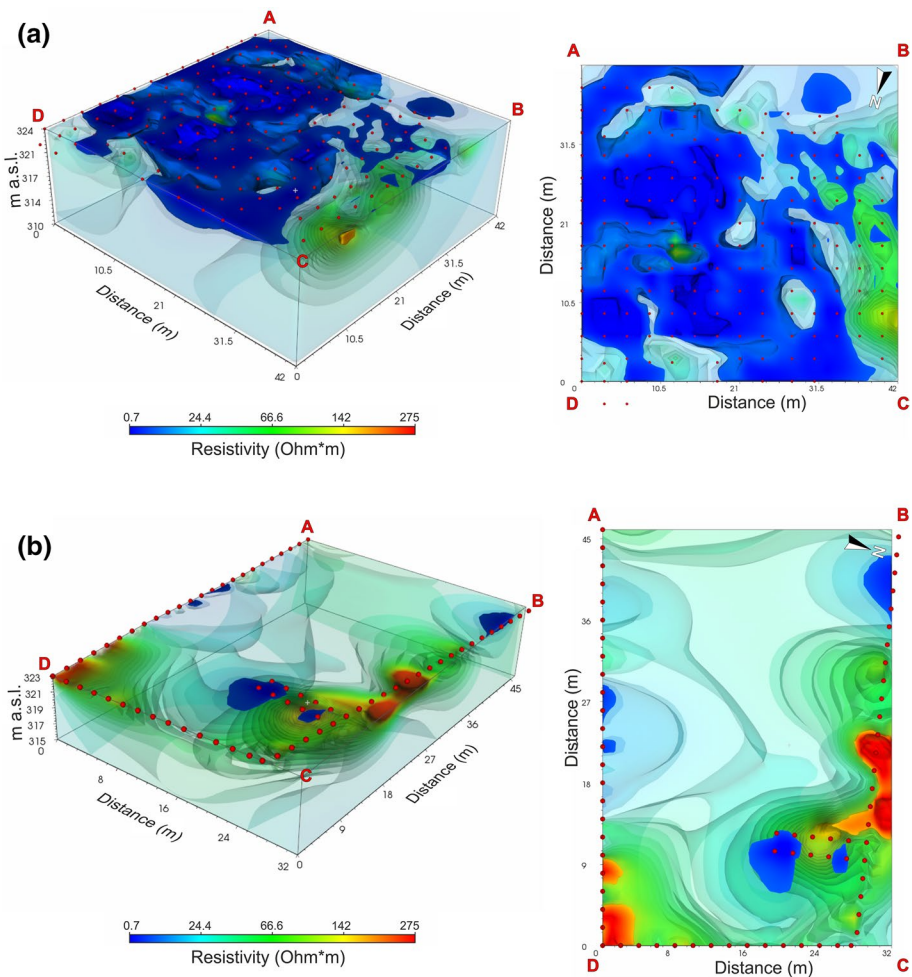 (a)
A
B
C
D
324
321
317
314
310
m a.s.l.
0
10.5
21
31.5
42
Distance (m)
0
10.5
21
31.5
42
Distance (m)
0.7 24.4 66.6 142 275
Resistivity (Ohm*m)
A B
N
31.5
21
10.5
0
Distance (m)
10.5 21 31.5 42
Distance (m)
D C
(b)
A
B
C
D
323
321
319
317
315
m a.s.l.
0
8
16
24
32
Distance (m)
0
9
18
27
36
45
Distance (m)
0.7 24.4 66.6 142 275
Resistivity (Ohm*m)
A B
N
45
36
27
18
9
0
Distance (m)
8 16 24 32
Distance (m)
D C